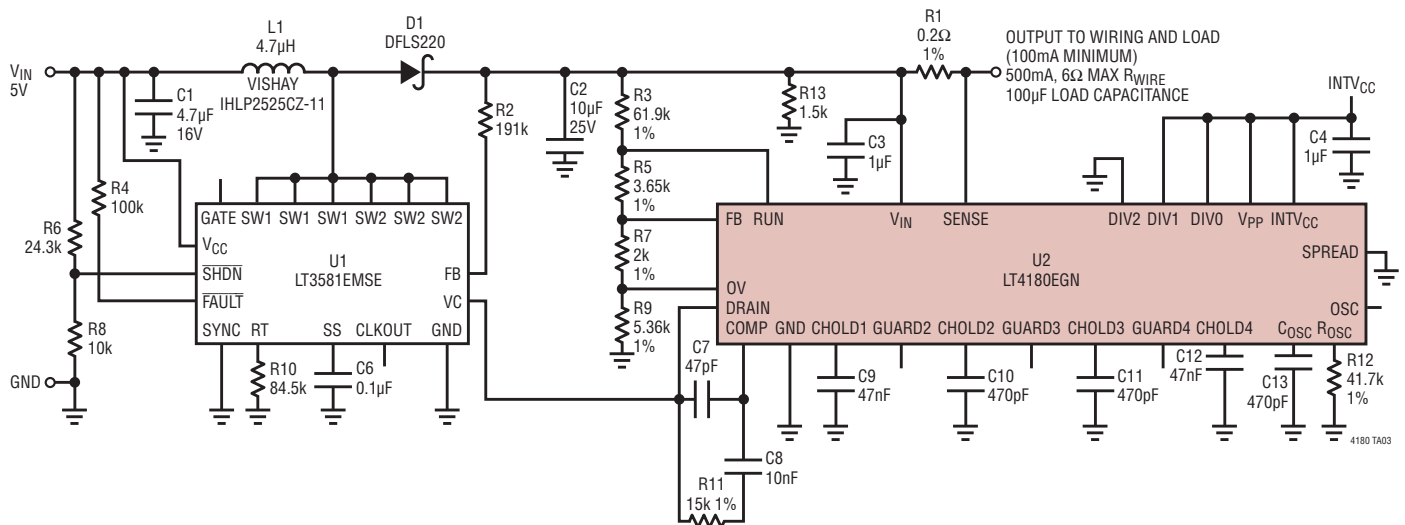 L1
4.7µH
VISHAY
IHLP2525CZ-11
D1
DFLS220
R1
0.2Ω
1%
OUTPUT TO WIRING AND LOAD
(100mA MINIMUM)
500mA, 6Ω MAX RWIRE
100µF LOAD CAPACITANCE
VIN
5V
C1
4.7µF
16V
R2
191k
C2
10µF
25V
R3
61.9k
1%
R13
1.5k
C3
1µF
INTVCC
C4
1µF
R4
100k
R6
24.3k
R8
10k
GND
GATE SW1 SW1 SW1 SW2 SW2 SW2
VCC
SHDN
FAULT
U1
LT3581EMSE
FB
VC
SYNC RT SS CLKOUT GND
R10
84.5k
C6
0.1µF
R5
3.65k
1%
R7
2k
1%
R9
5.36k
1%
FB RUN VIN SENSE DIV2 DIV1 DIV0 VPP INTVCC
SPREAD
U2
LT4180EGN
OV
DRAIN
OSC
COMP GND CHOLD1 GUARD2 CHOLD2 GUARD3 CHOLD3 GUARD4 CHOLD4 COSC ROSC
C7
47pF
C8
10nF
R11
15k 1%
C9
47nF
C10
470pF
C11
470pF
C12
47nF
C13
470pF
R12
41.7k
1%
4180 TA03